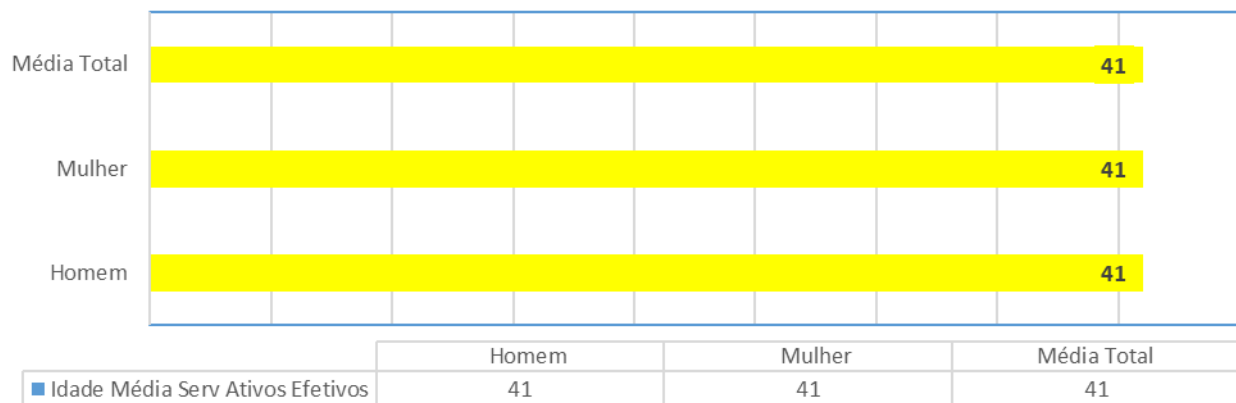 Média Total 41
Mulher 41
Homem 41
Homem Mulher Média Total
Idade Média Serv Ativos Efetivos 41 41 41